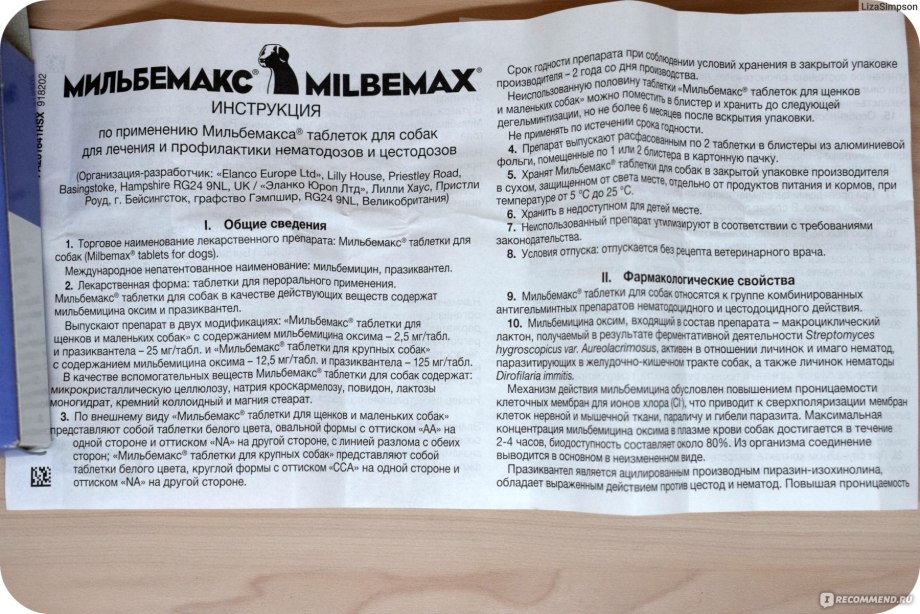 LizaSimpson
918202
МИЛЬБЕМАКС® MILBEMAX®
ИНСТРУКЦИЯ
по применению Мильбемакса® таблеток для собак
для лечения и профилактики нематодозов и цестодозов
(Организация-разработчик: «Elanco Europe Ltd», Lilly House, Priestley Road,
Basingstoke, Hampshire RG24 9NL, UK / «Эланко Юроп Лтд», Лилли Хаус, Пристли
Роуд, г. Бейсингсток, графство Гэмпшир, RG24 9NL, Великобритания)
I. Общие сведения
1. Торговое наименование лекарственного препарата: Мильбемакс® таблетки для
собак (Milbemax® tablets for dogs).
Международное непатентованное наименование: мильбемицин, празиквантел.
2. Лекарственная форма: таблетки для перорального применения.
Мильбемакс® таблетки для собак в качестве действующих веществ содержат
мильбемицина оксим и празиквантел.
Выпускают препарат в двух модификациях: «Мильбемакс® таблетки для
щенков и маленьких собак» с содержанием мильбемицина оксима – 2,5 мг/табл.
и празиквантела – 25 мг/табл. и «Мильбемакс® таблетки для крупных собак»
с содержанием мильбемицина оксима – 12,5 мг/табл. и празиквантела – 125 мг/табл.
В качестве вспомогательных веществ Мильбемакс® таблетки для собак содержат:
микрокристаллическую целлюлозу, натрия кроскармелозу, повидон, лактозы
моногидрат, кремний коллоидный и магния стеарат.
3. По внешнему виду «Мильбемакс® таблетки для щенков и маленьких собак»
представляют собой таблетки белого цвета, овальной формы с оттиском «АА» на
одной стороне и оттиском «NA» на другой стороне, с линией разлома с обеих
сторон; «Мильбемакс® таблетки для крупных собак» представляют собой
таблетки белого цвета, круглой формы с оттиском «CCA» на одной стороне и
оттиском «NA» на другой стороне.
Срок годности препарата при соблюдении условий хранения в закрытой упаковке
производителя – 2 года со дня производства.
Неиспользованную половину таблетки «Мильбемакс® таблеток для щенков
и маленьких собак» можно поместить в блистер и хранить до следующей
дегельминтизации, но не более 6 месяцев после вскрытия упаковки.
Не применять по истечении срока годности.
4. Препарат выпускают расфасованным по 2 таблетки в блистеры из алюминиевой
фольги, помещенные по 1 или 2 блистера в картонную пачку.
5. Хранят Мильбемакс® таблетки для собак в закрытой упаковке производителя
в сухом, защищенном от света месте, отдельно от продуктов питания и кормов, при
температуре от 5 °С до 25 °С.
6. Хранить в недоступном для детей месте.
7. Неиспользованный препарат утилизируют в соответствии с требованиями
законодательства.
8. Условия отпуска: отпускается без рецепта ветеринарного врача.
II. Фармакологические свойства
9. Мильбемакс® таблетки для собак относятся к группе комбинированных
антигельминтных препаратов нематодоцидного и цестодоцидного действия.
10. Мильбемицина оксим, входящий в состав препарата – макроциклический
лактон, получаемый в результате ферментативной деятельности Streptomyces
hygroscopicus var. Aureolacrimosus, активен в отношении личинок и имаго нематод,
паразитирующих в желудочно-кишечном тракте собак, а также личинок нематоды
Dirofilaria immitis.
Механизм действия мильбемицина обусловлен повышением проницаемости
клеточных мембран для ионов хлора (Cl⁻), что приводит к сверхполяризации мембран
клеток нервной и мышечной ткани, параличу и гибели паразита. Максимальная
концентрация мильбемицина оксима в плазме крови собак достигается в течение
2-4 часов, биодоступность составляет около 80%. Из организма соединение
выводится в основном в неизмененном виде.
Празиквантел является ацилированным производным пиразин-изохинолина,
обладает выраженным действием против цестод и нематод. Повышая проницаемость
I RECOMMEND.RU